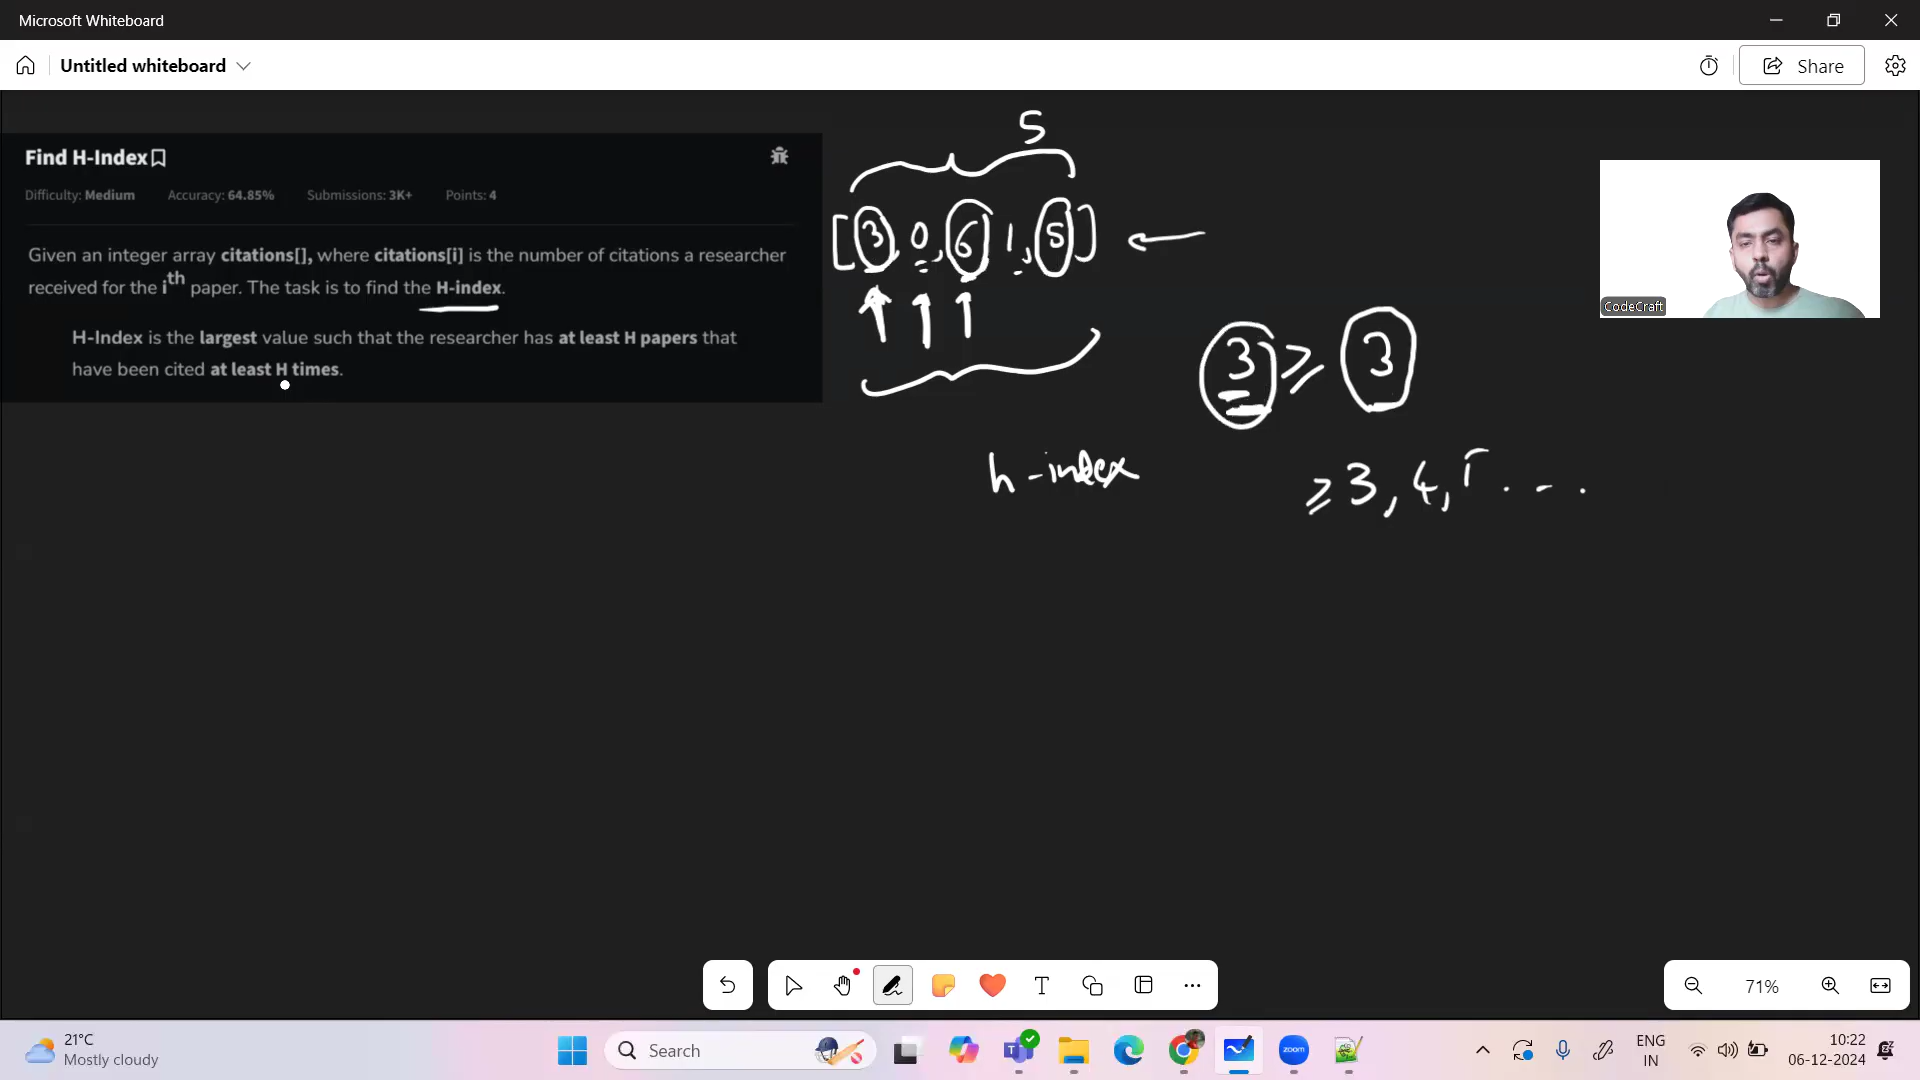 Microsoft Whiteboard
Untitled whiteboard
Share
Find H-Index
Difficulty: Medium Accuracy: 64.85% Submissions: 3K+ Points: 4
Given an integer array citations[], where citations[i] is the number of citations a researcher
received for the ith paper. The task is to find the H-index.
H-Index is the largest value such that the researcher has at least H papers that
have been cited at least H times.
5
[3, 0, 6 1, 5]
CodeCraft
3 ≥ 3
h-index
≥ 3, 4, 5 . - .
71%
21°C
Mostly cloudy
Search
zoom
ENG
IN
10:22
06-12-2024